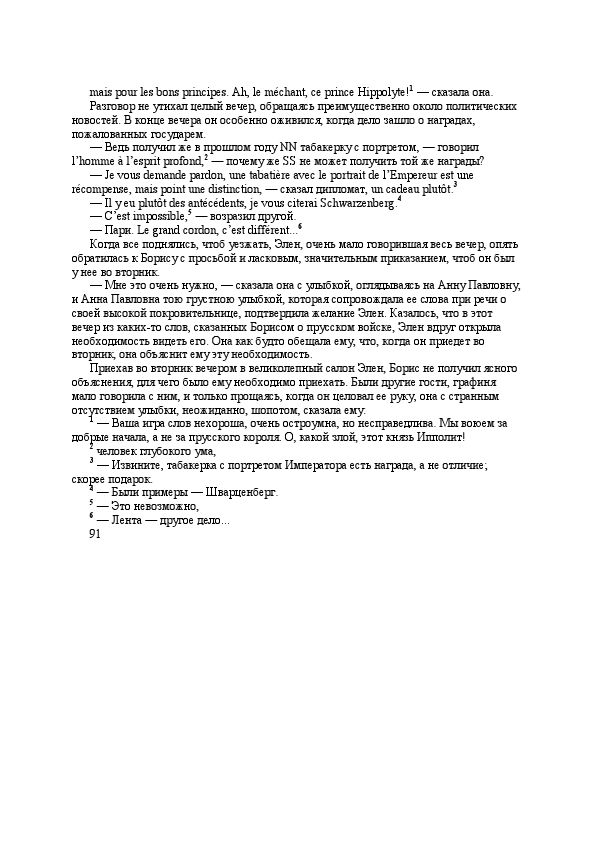 mais pour les bons principes. Ah, le méchant, ce prince Hippolyte!1 — сказала она.
Разговор не утихал целый вечер, обращаясь преимущественно около политических
новостей. В конце вечера он особенно оживился, когда дело зашло о наградах,
пожалованных государем.
— Ведь получил же в прошлом году NN табакерку с портретом, — говорил
l’homme à l’esprit profond,2 — почему же SS не может получить той же награды?
— Je vous demande pardon, une tabatière avec le portrait de l’Empereur est une
récompense, mais point une distinction, — сказал дипломат, un cadeau plutôt.3
— Il y eu plutôt des antécédents, je vous citerai Schwarzenberg.4
— C’est impossible,5 — возразил другой.
— Пари. Le grand cordon, c’est différent...6
Когда все поднялись, чтоб уезжать, Элен, очень мало говорившая весь вечер, опять
обратилась к Борису с просьбой и ласковым, значительным приказанием, чтоб он был
у нее во вторник.
— Мне это очень нужно, — сказала она с улыбкой, оглядываясь на Анну Павловну,
и Анна Павловна тою грустною улыбкой, которая сопровождала ее слова при речи о
своей высокой покровительнице, подтвердила желание Элен. Казалось, что в этот
вечер из каких-то слов, сказанных Борисом о прусском войске, Элен вдруг открыла
необходимость видеть его. Она как будто обещала ему, что, когда он приедет во
вторник, она объяснит ему эту необходимость.
Приехав во вторник вечером в великолепный салон Элен, Борис не получил ясного
объяснения, для чего было ему необходимо приехать. Были другие гости, графиня
мало говорила с ним, и только прощаясь, когда он целовал ее руку, она с странным
отсутствием улыбки, неожиданно, шопотом, сказала ему:
1 — Ваша игра слов нехороша, очень остроумна, но несправедлива. Мы воюем за
добрые начала, а не за прусского короля. О, какой злой, этот князь Ипполит!
2 человек глубокого ума,
3 — Извините, табакерка с портретом Императора есть награда, а не отличие;
скорее подарок.
4 — Были примеры — Шварценберг.
5 — Это невозможно,
6 — Лента — другое дело...
91